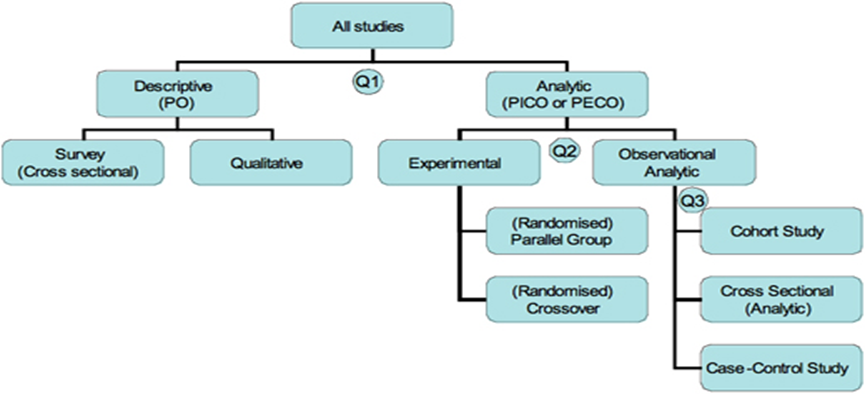 All studies
Q1
Descriptive
(PO)
Analytic
(PICO or PECO)
Survey
(Cross sectional)
Qualitative
Experimental
Q2
Observational
Analytic
Q3
(Randomised)
Parallel Group
Cohort Study
(Randomised)
Crossover
Cross Sectional
(Analytic)
Case-Control Study